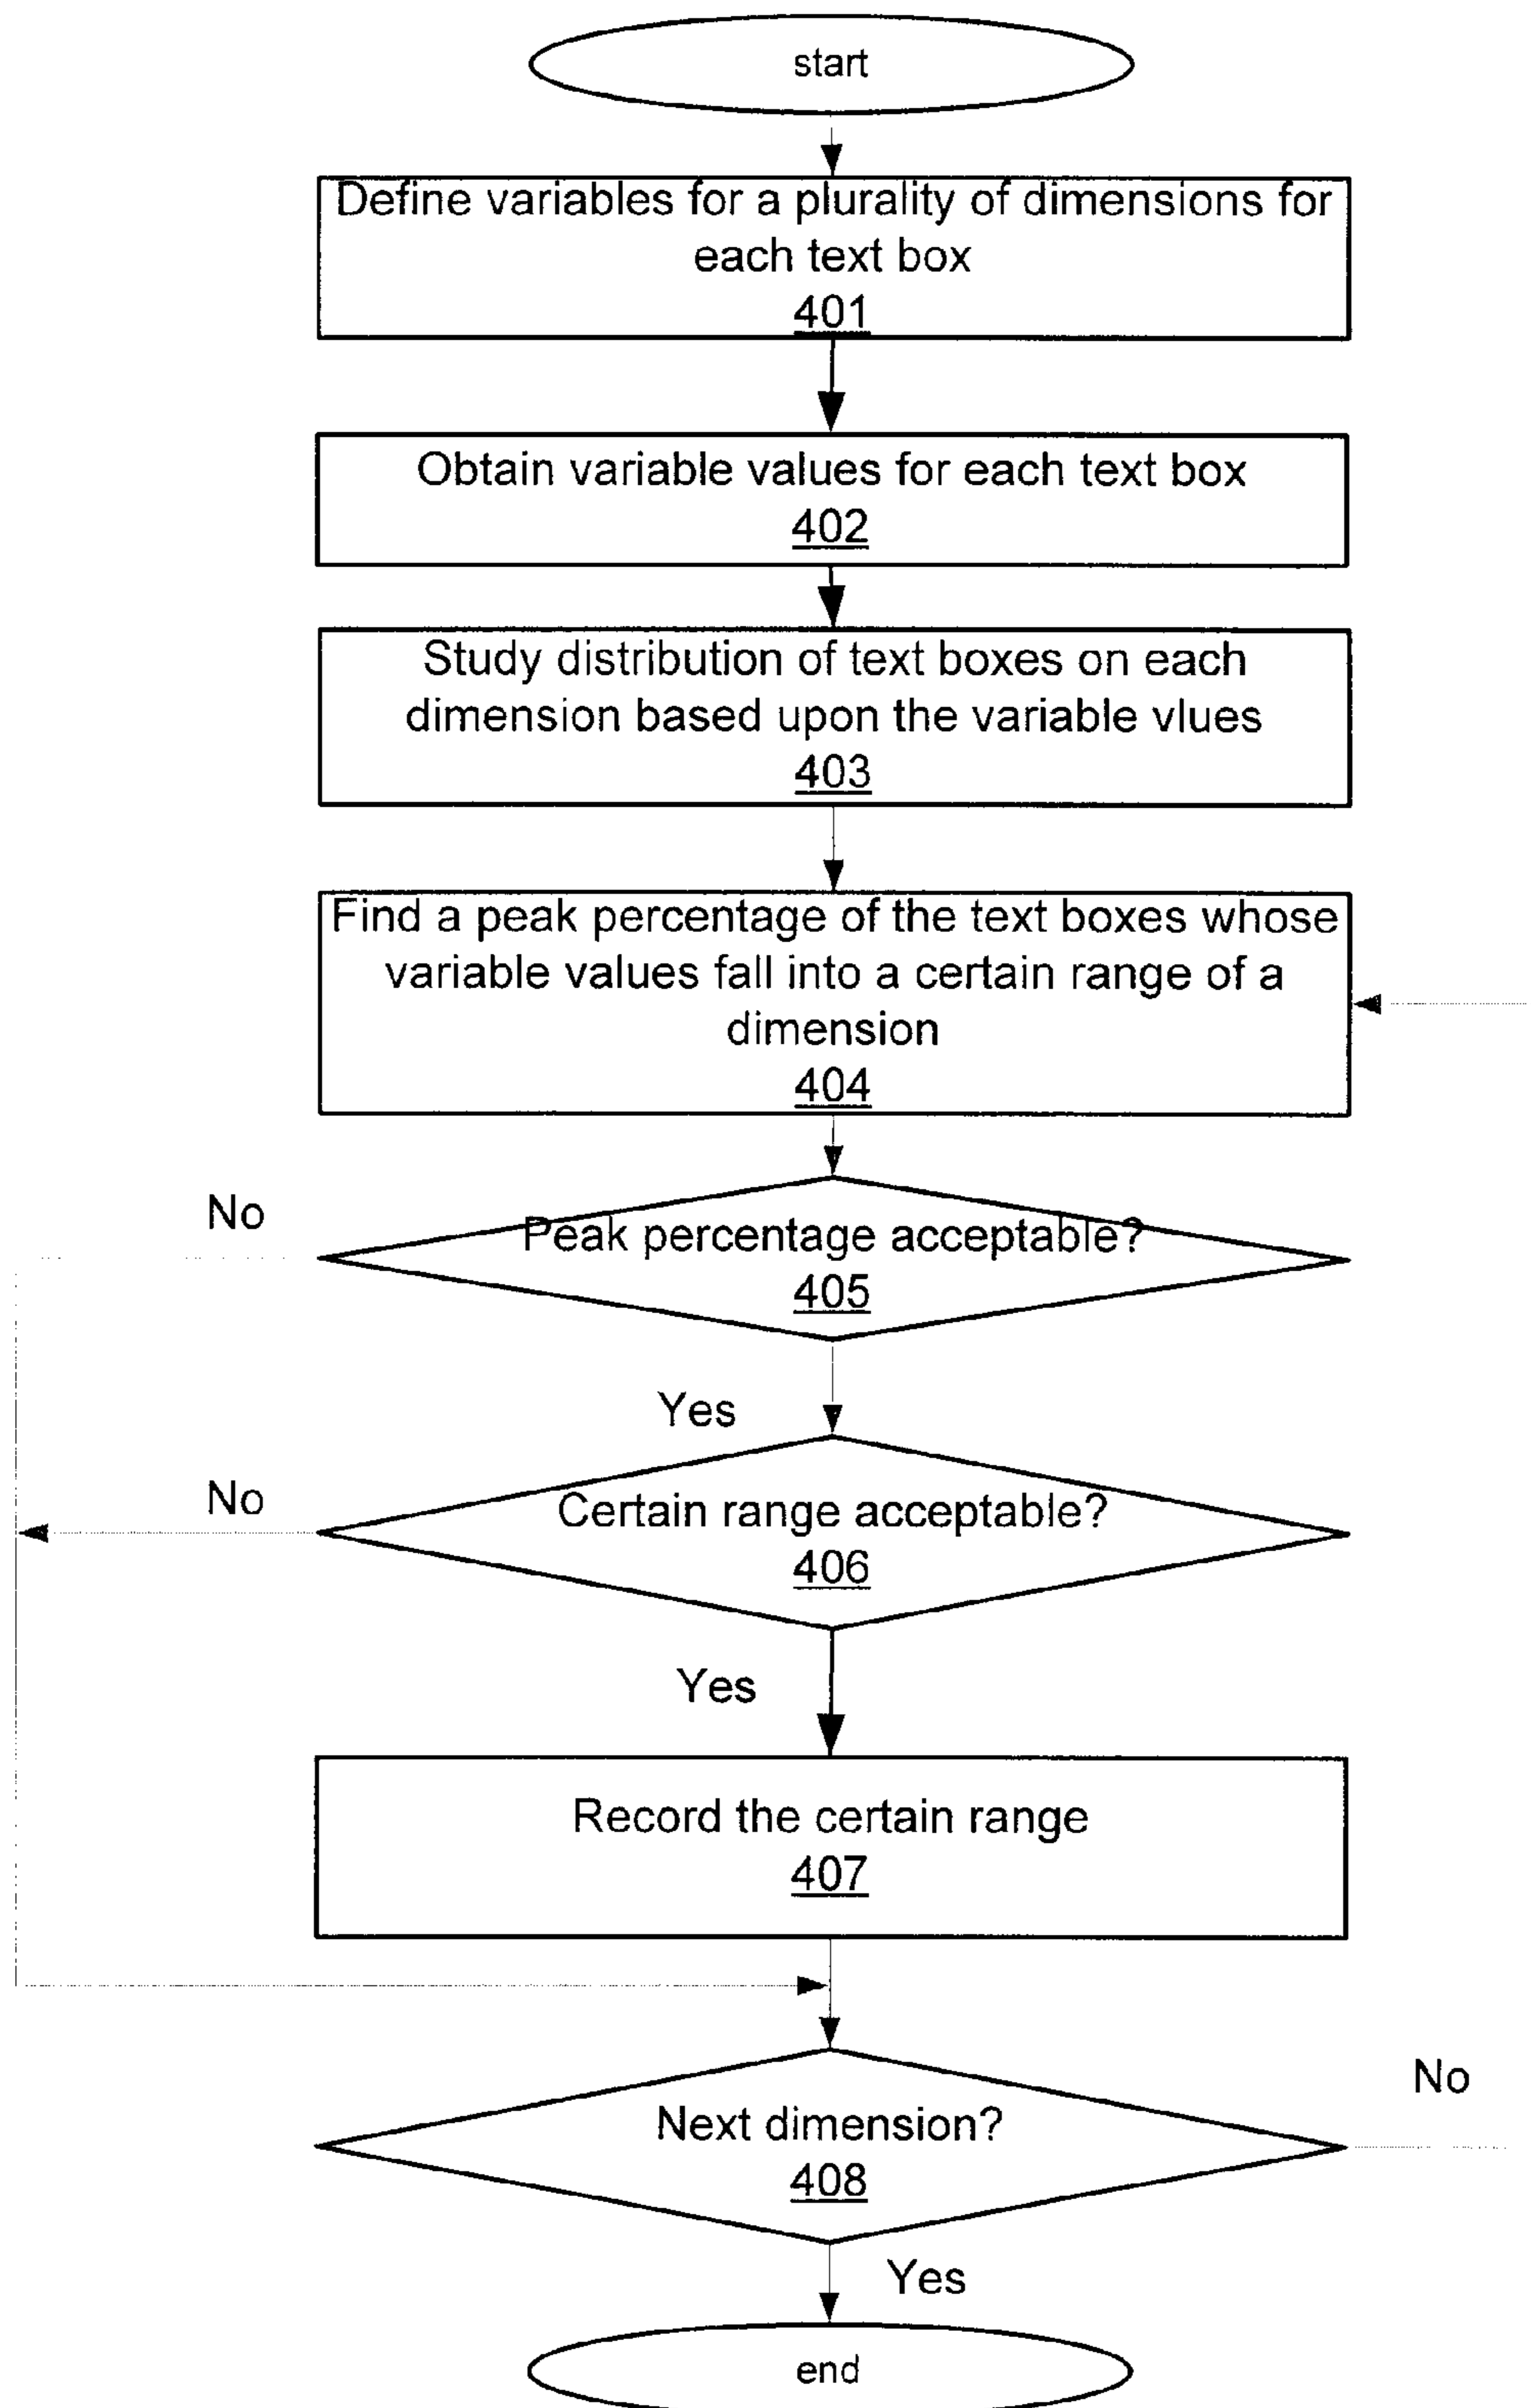 start
Define variables for a plurality of dimensions for
each text box
401
Obtain variable values for each text box
402
Study distribution of text boxes on each
dimension based upon the variable vlues
403
Find a peak percentage of the text boxes whose
variable values fall into a certain range of a
dimension
404
No
Peak percentage acceptable?
405
Yes
No
Certain range acceptable?
406
Yes
Record the certain range
407
No
Next dimension?
408
Yes
end